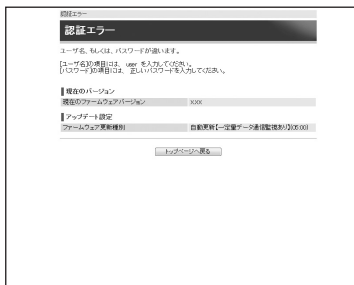 認証エラー
認証エラー
ユーザ名、もしくは、パスワードが違います。
[ユーザ名]の項目には、user を入力してください。
[パスワード]の項目には、正しいパスワードを入力してください。
現在のバージョン
現在のファームウェアバージョン X.X.X
アップデート設定
ファームウェア更新種別 自動更新【一定量データ通信監視あり】(05:00)
トップページへ戻る